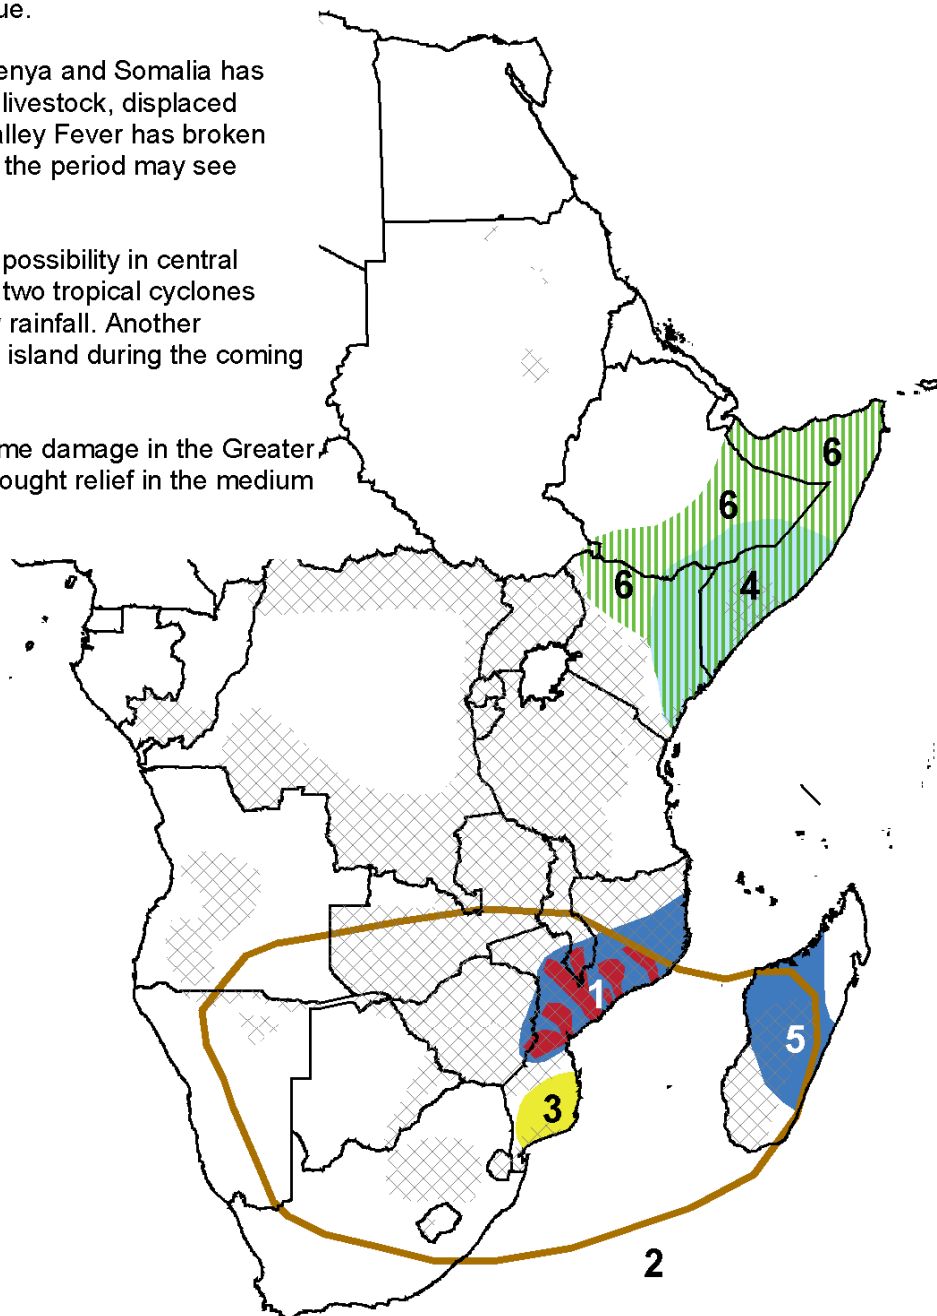 ue.
enya and Somalia has
livestock, displaced
alley Fever has broken
the period may see
possibility in central
two tropical cyclones
rainfall. Another
island during the coming
me damage in the Greater
ought relief in the medium
6
6
6
4
1
5
3
2